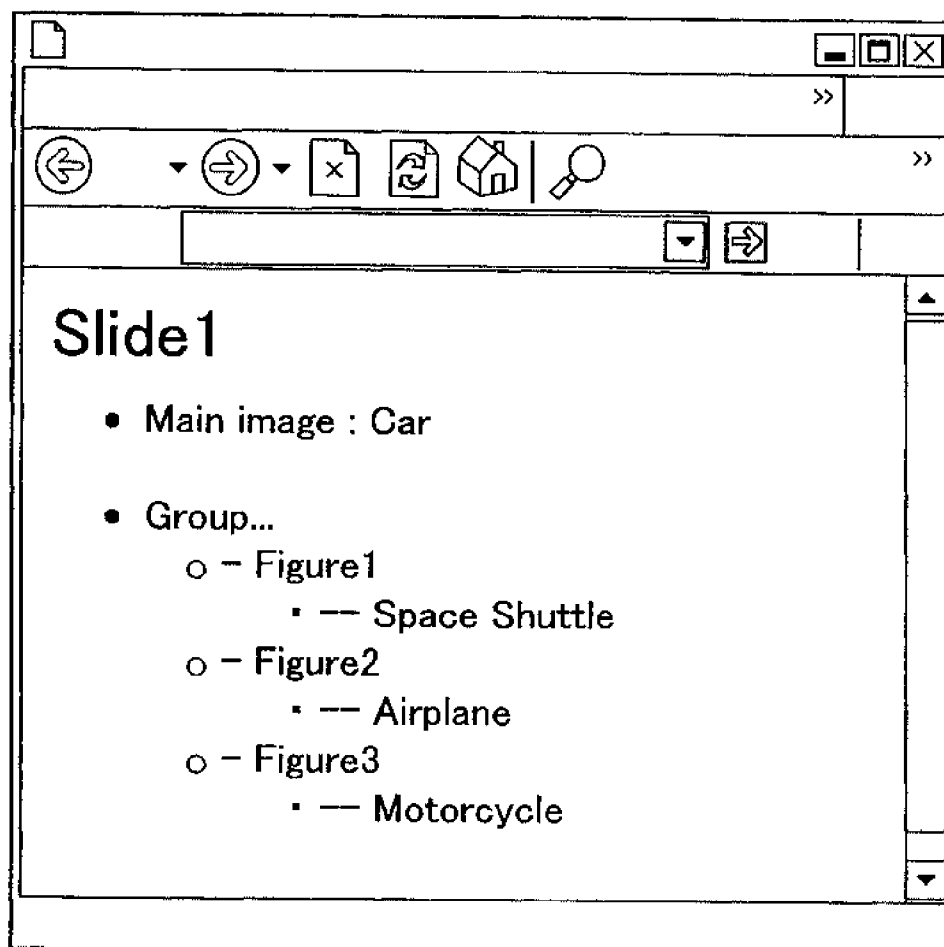 »
»
Slide1
• Main image : Car
• Group...
○ - Figure1
▪ -- Space Shuttle
○ - Figure2
▪ -- Airplane
○ - Figure3
▪ -- Motorcycle